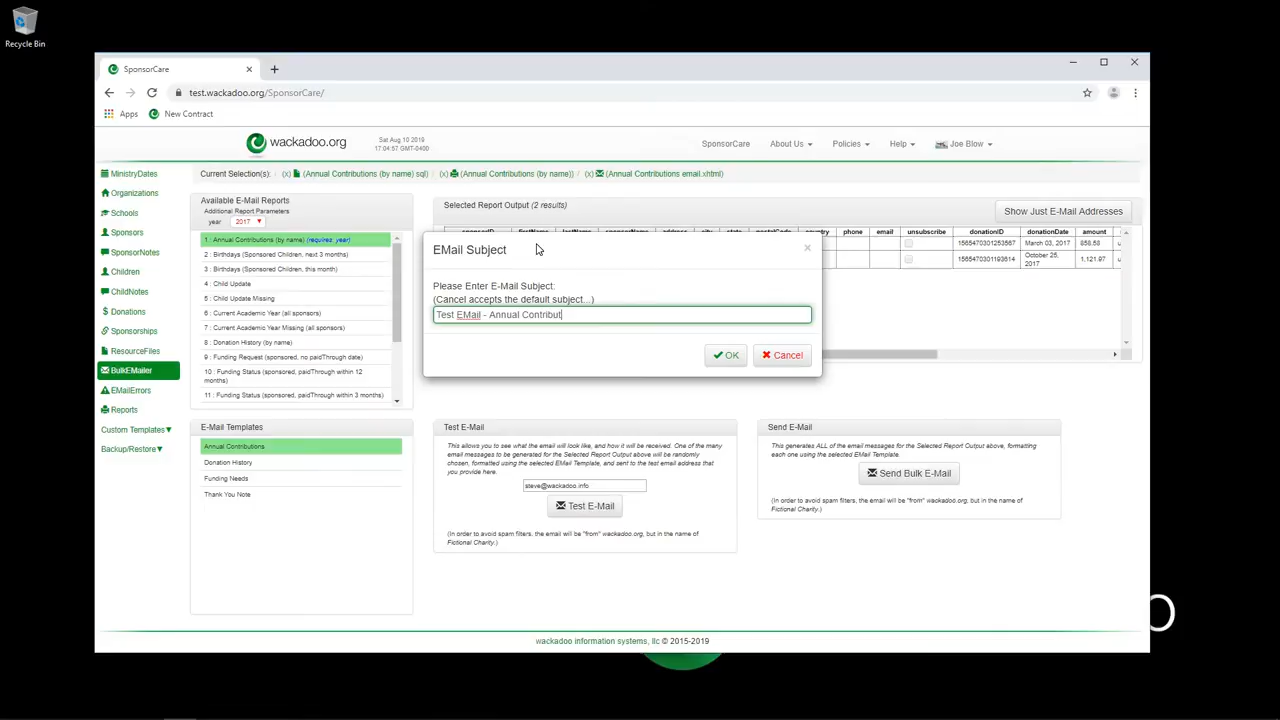 Recycle Bin
SponsorCare
test.wackadoo.org/SponsorCare/
Apps
New Contract
wackadoo.org
Sat Aug 10 2019
17:04:57 GMT-0400
SponsorCare
About Us
Policies
Help
Joe Blow
MinistryDates
Organizations
Schools
Sponsors
SponsorNotes
Children
ChildNotes
Donations
Sponsorships
ResourceFiles
BulkEMailer
EMailErrors
Reports
Custom Templates▼
Backup/Restore▼
Current Selection(s): (x) (Annual Contributions (by name) sql) (x) (Annual Contributions (by name)) (x) (Annual Contributions email.xhtml)
Available E-Mail Reports
Additional Report Parameters
year 2017 ▼
1 : Annual Contributions (by name) (requires: year)
2 : Birthdays (Sponsored Children, next 3 months)
3 : Birthdays (Sponsored Children, this month)
4 : Child Update
5 : Child Update Missing
6 : Current Academic Year (all sponsors)
7 : Current Academic Year Missing (all sponsors)
8 : Donation History (by name)
9 : Funding Request (sponsored, no paidThrough date)
10 : Funding Status (sponsored, paidThrough within 12
months)
11 : Funding Status (sponsored, paidThrough within 3 months)
Selected Report Output (2 results)
Show Just E-Mail Addresses
phone email unsubscribe donationID donationDate amount
1565470301253567 March 03, 2017 858.58
1565470301193614 October 25,
2017 1,121.97
EMail Subject
×
Please Enter E-Mail Subject:
(Cancel accepts the default subject...)
Test EMail - Annual Contribut
OK
Cancel
E-Mail Templates
Annual Contributions
Donation History
Funding Needs
Thank You Note
Test E-Mail
This allows you to see what the email will look like, and how it will be received. One of the many
email messages to be generated for the Selected Report Output above will be randomly
chosen, formatted using the selected EMail Template, and sent to the test email address that
you provide here.
steve@wackadoo.info
Test E-Mail
(In order to avoid spam filters, the email will be "from" wackadoo.org, but in the name of
Fictional Charity.)
Send E-Mail
This generates ALL of the email messages for the Selected Report Output above, formatting
each one using the selected EMail Template.
Send Bulk E-Mail
(In order to avoid spam filters, the email will be "from" wackadoo.org, but in the name of
Fictional Charity.)
wackadoo information systems, llc © 2015-2019